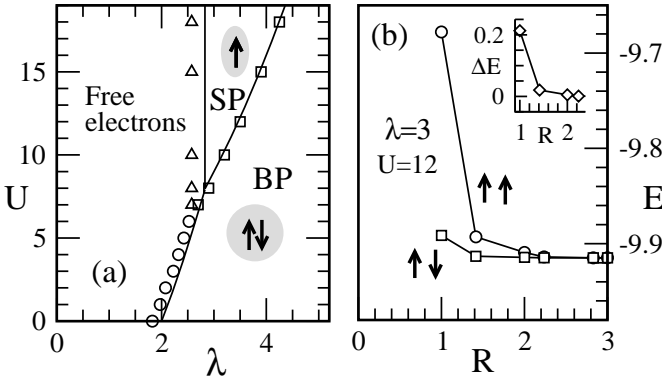 15
10
5
0
U
0
2
4
λ
Free
electrons
SP
BP
(a)
(b)
0.2
ΔE
0
1
R
2
λ=3
U=12
-9.7
-9.8
E
-9.9
0
1
2
3
R